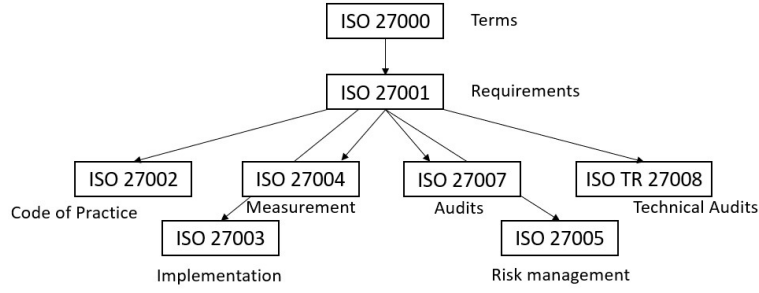 ISO 27000
Terms
ISO 27001
Requirements
ISO 27002
ISO 27004
ISO 27007
ISO TR 27008
Code of Practice
Measurement
Audits
Technical Audits
ISO 27003
ISO 27005
Implementation
Risk management